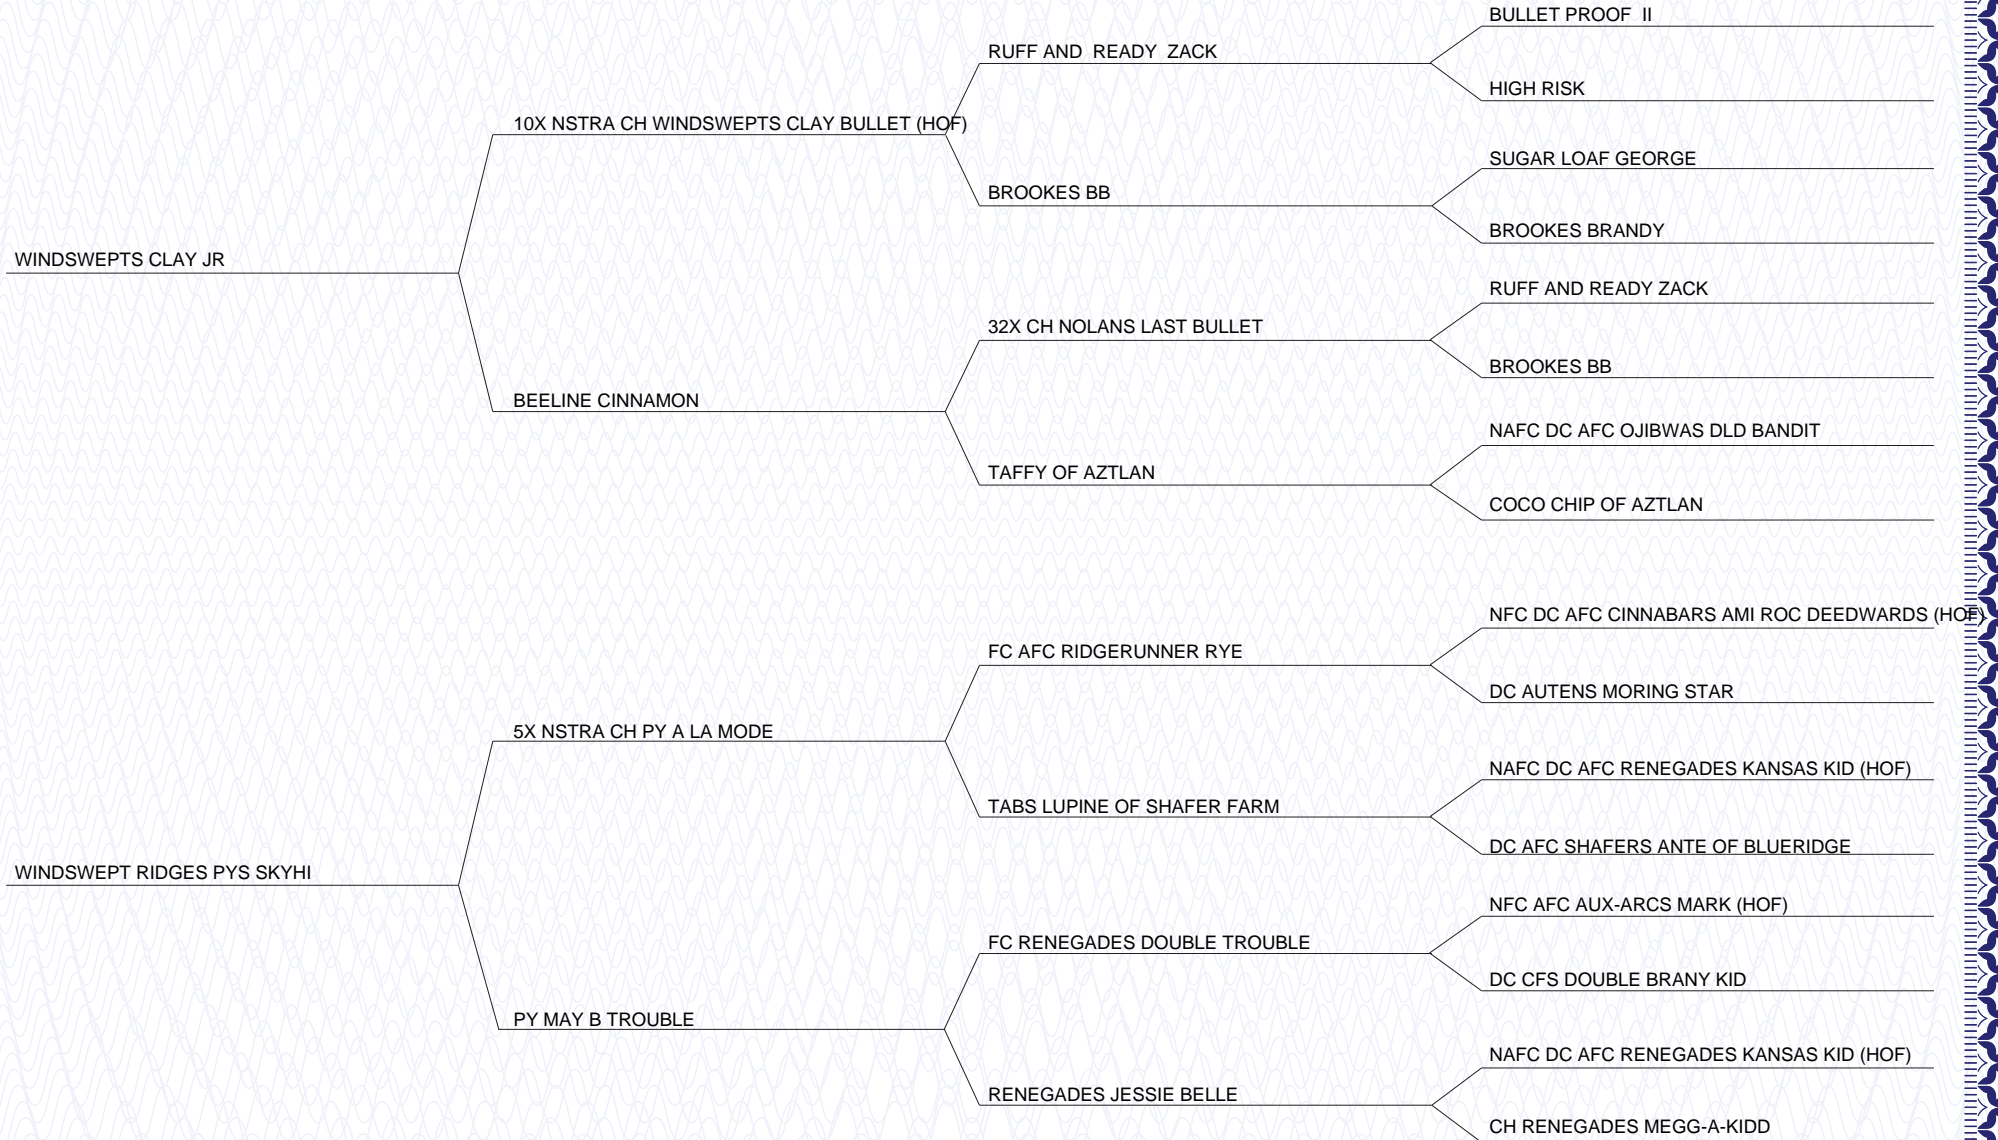 BULLET PROOF  II
RUFF AND  READY  ZACK
HIGH RISK
10X NSTRA CH WINDSWEPTS CLAY BULLET (HOF)
SUGAR LOAF GEORGE
BROOKES BB
BROOKES BRANDY
WINDSWEPTS CLAY JR
RUFF AND READY ZACK
32X CH NOLANS LAST BULLET
BROOKES BB
BEELINE CINNAMON
NAFC DC AFC OJIBWAS DLD BANDIT
TAFFY OF AZTLAN
COCO CHIP OF AZTLAN
NFC DC AFC CINNABARS AMI ROC DEEDWARDS (HOF)
FC AFC RIDGERUNNER RYE
DC AUTENS MORING STAR
5X NSTRA CH PY A LA MODE
NAFC DC AFC RENEGADES KANSAS KID (HOF)
TABS LUPINE OF SHAFER FARM
DC AFC SHAFERS ANTE OF BLUERIDGE
WINDSWEPT RIDGES PYS SKYHI
NFC AFC AUX-ARCS MARK (HOF)
FC RENEGADES DOUBLE TROUBLE
DC CFS DOUBLE BRANY KID
PY MAY B TROUBLE
NAFC DC AFC RENEGADES KANSAS KID (HOF)
RENEGADES JESSIE BELLE
CH RENEGADES MEGG-A-KIDD